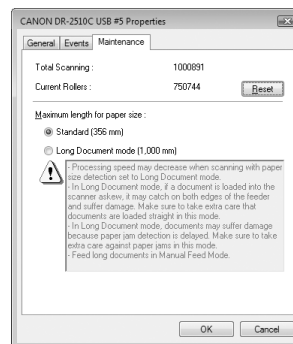 CANON DR-2510C USB #5 Properties
General Events Maintenance
Total Scanning : 1000891
Current Rollers : 750744 Reset
Maximum length for paper size :
Standard (356 mm)
Long Document mode (1,000 mm)
- Processing speed may decrease when scanning with paper
size detection set to Long Document mode.
- In Long Document mode, if a document is loaded into the
scanner askew, it may catch on both edges of the feeder
and suffer damage. Make sure to take extra care that
documents are loaded straight in this mode.
- In Long Document mode, documents may suffer damage
because paper jam detection is delayed. Make sure to take
extra care against paper jams in this mode.
- Feed long documents in Manual Feed Mode.
OK Cancel